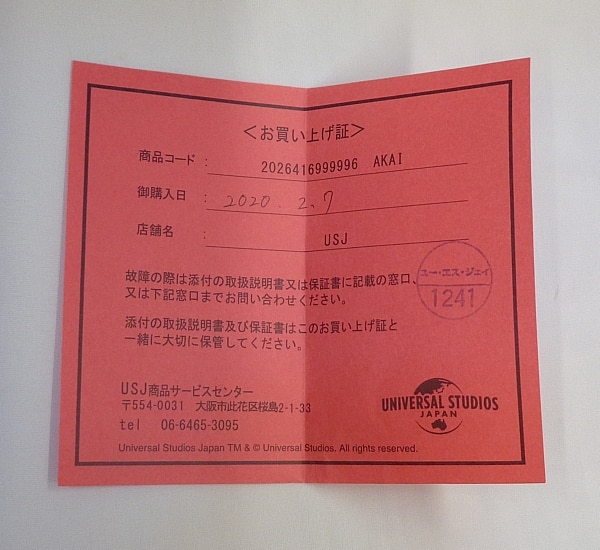 ＜お買い上げ証＞
商品コード : 2026416999996 AKAI
御購入日 : 2020. 2. 7
店舗名 : USJ
故障の際は添付の取扱説明書又は保証書に記載の窓口、
又は下記窓口までお問い合わせください。
ユー・エス・ジェイ
1241
添付の取扱説明書及び保証書はこのお買い上げ証と
一緒に大切に保管してください。
USJ商品サービスセンター
〒554-0031 大阪市此花区桜島2-1-33
tel 06-6465-3095
UNIVERSAL STUDIOS
JAPAN
Universal Studios Japan TM & © Universal Studios. All rights reserved.